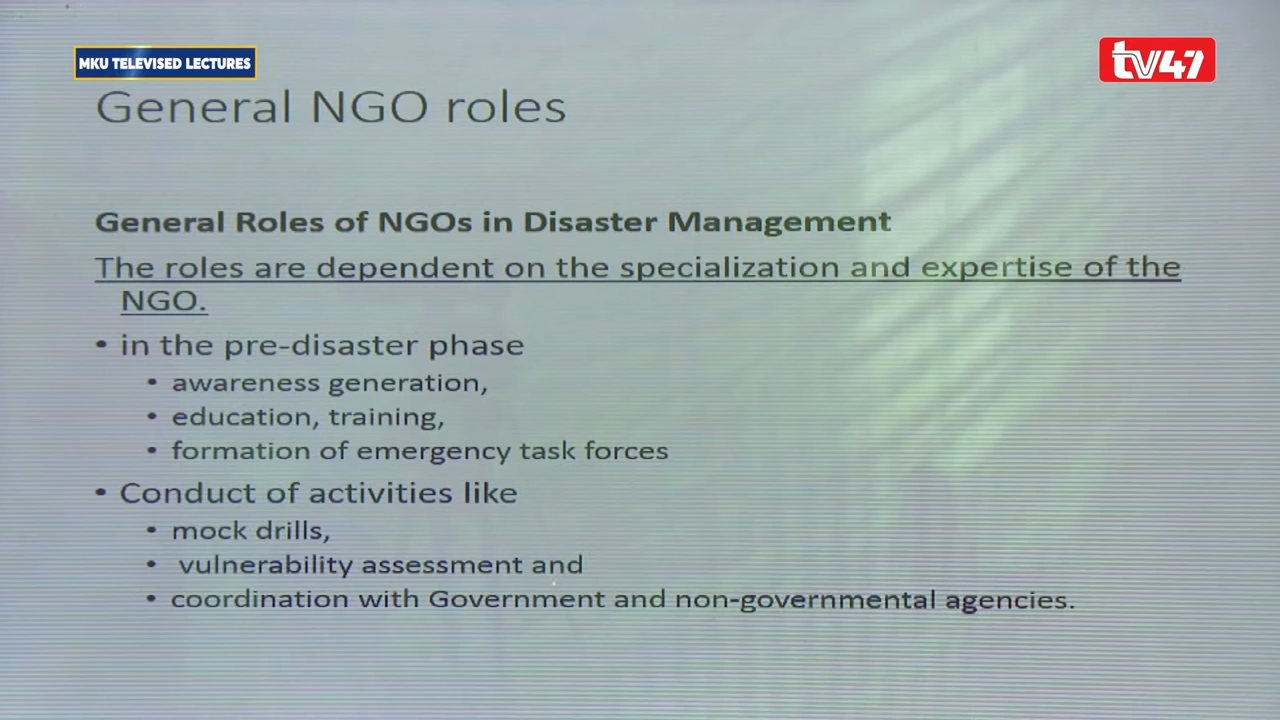 MKU TELEVISED LECTURES
tv47
General NGO roles
General Roles of NGOs in Disaster Management
The roles are dependent on the specialization and expertise of the
NGO.
• in the pre-disaster phase
• awareness generation,
• education, training,
• formation of emergency task forces
• Conduct of activities like
• mock drills,
• vulnerability assessment and
• coordination with Government and non-governmental agencies.